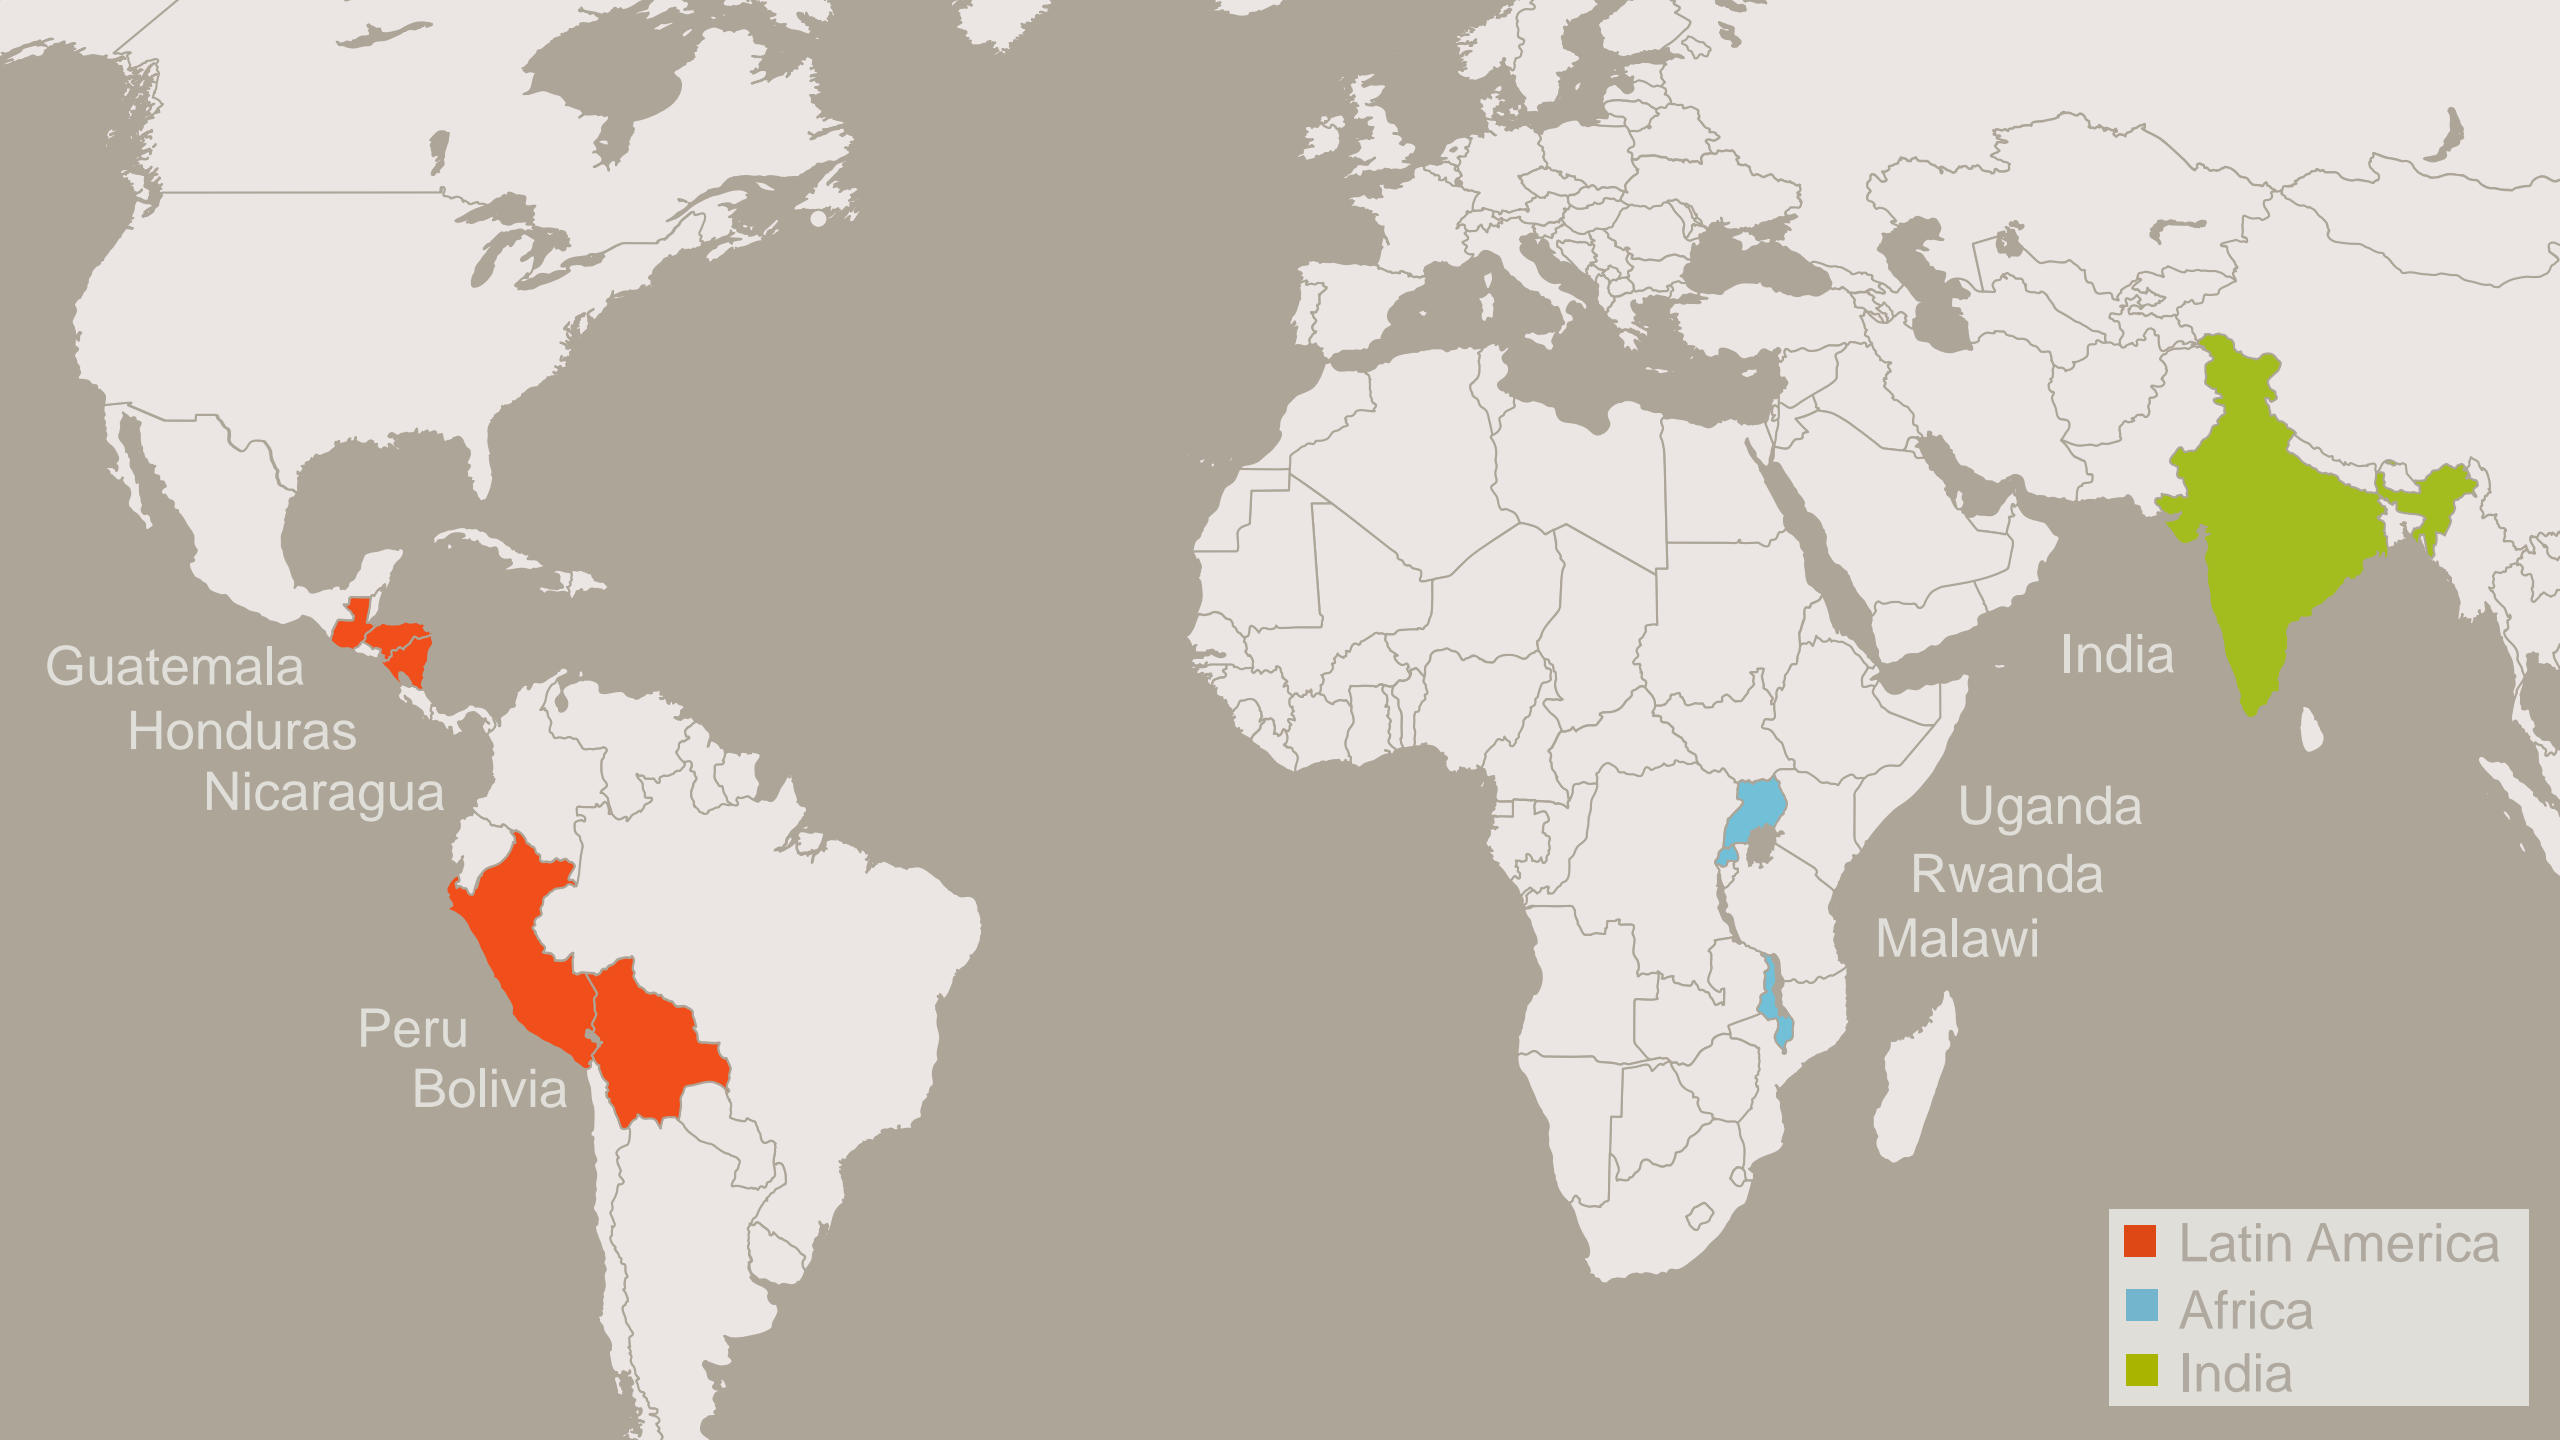 Guatemala
Honduras
Nicaragua
Peru
Bolivia
India
Uganda
Rwanda
Malawi
Latin America
Africa
India